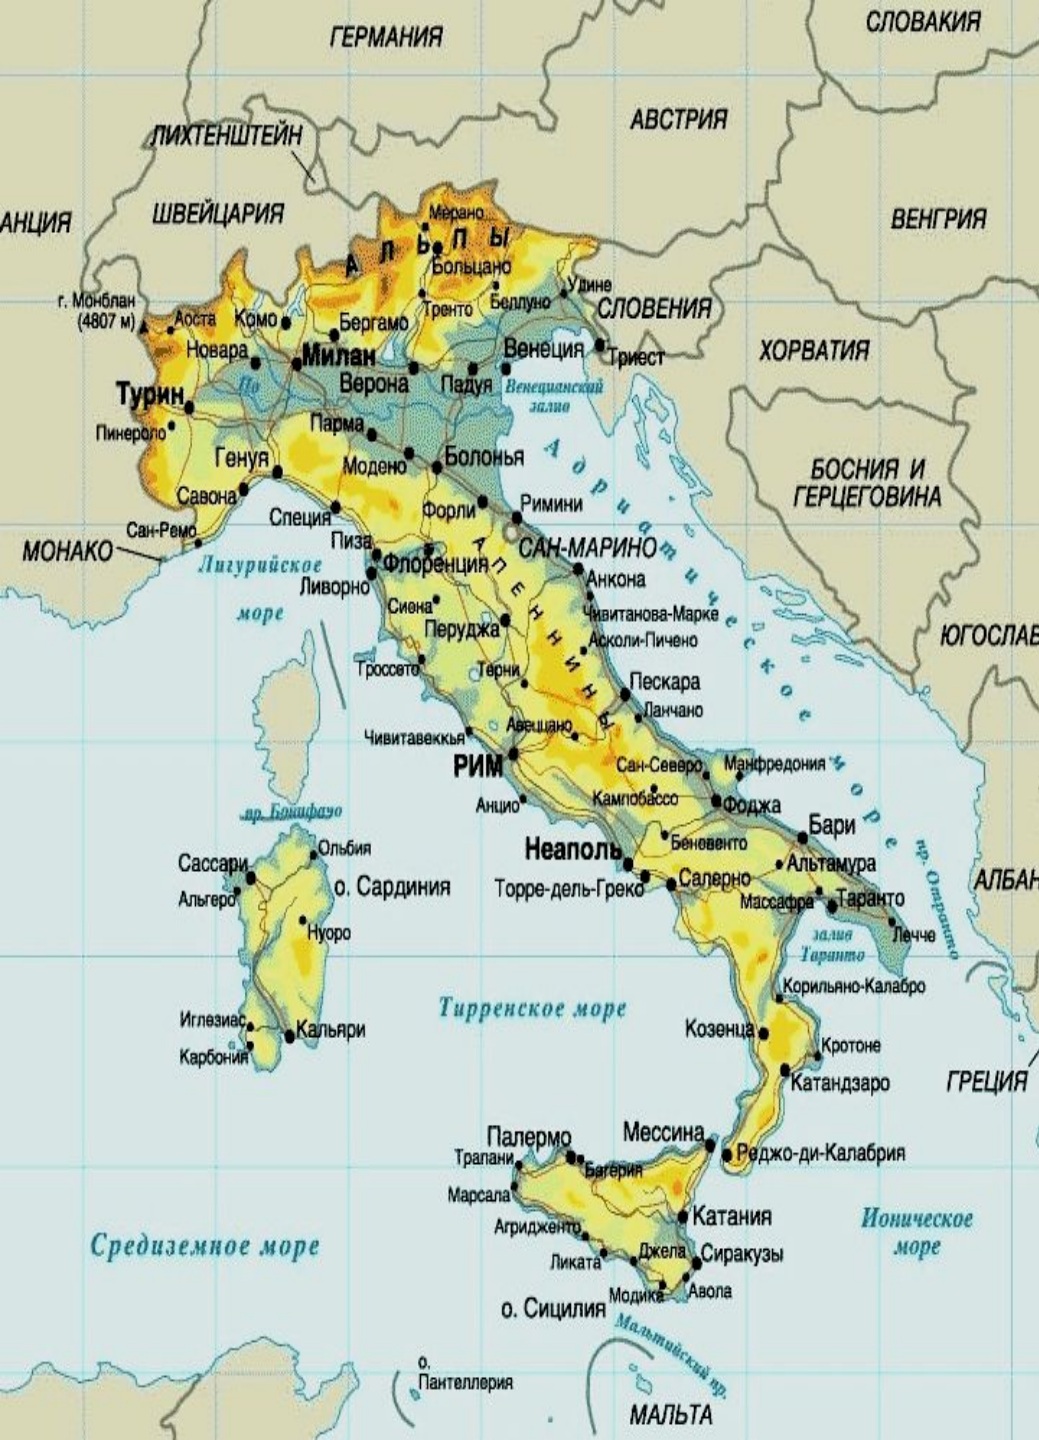 ГЕРМАНИЯ
СЛОВАКИЯ
АВСТРИЯ
ЛИХТЕНШТЕЙН
ШВЕЙЦАРИЯ
АНЦИЯ
ВЕНГРИЯ
Мерано
АЛЬПЫ
Больцано
г. Монблан
(4807 м)
Аоста
Комо
Бергамо
Тренто
Беллуно
Удине
СЛОВЕНИЯ
Новара
Милан
Венеция
Триест
ХОРВАТИЯ
Турин
По
Верона
Падуя
Венецианский
залив
Пинероло
Парма
Генуя
Модено
Болонья
БОСНИЯ И
ГЕРЦЕГОВИНА
Савона
Специя
Форли
Римини
Адриатическое море
Сан-Ремо
МОНАКО
Пиза
Флоренция
САН-МАРИНО
АПЕННИНЫ
Лигурийское
море
Ливорно
Анкона
Сиена
Чивитанова-Марке
Перуджа
Асколи-Пичено
ЮГОСЛАВ
Гроссето
Терни
Пескара
Ланчано
Чивитавеккья
Авеццано
РИМ
Сан-Северо
Манфредония
Анцио
Кампобассо
Фоджа
пр. Бонифачо
Бари
Неаполь
Беневенто
Ольбия
Сассари
Альтамура
пр. Отранто
Альгеро
о. Сардиния
Торре-дель-Греко
Салерно
Массафра
Таранто
АЛБАН
Нуоро
залив
Таранто
Лечче
Тирренское море
Корильяно-Калабро
Иглезиас
Кальяри
Козенца
Карбония
Кротоне
Катандзаро
ГРЕЦИЯ
Палермо
Мессина
Трапани
Багерия
Реджо-ди-Калабрия
Марсала
Катания
Ионическое
море
Агридженто
Средиземное море
Ликата
Джела
Сиракузы
Модика
Авола
о. Сицилия
Мальтийский пр.
о.
Пантеллерия
МАЛЬТА